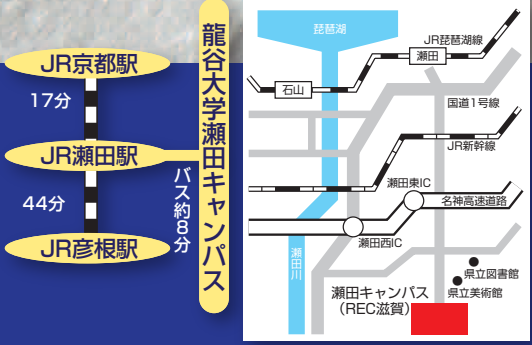 JR京都駅
17分
JR瀬田駅
44分
JR彦根駅
バス約8分
龍谷大学瀬田キャンパス
琵琶湖
JR琵琶湖線
瀬田
石山
国道1号線
JR新幹線
瀬田東IC
名神高速道路
瀬田西IC
瀬田川
県立図書館
県立美術館
瀬田キャンパス
(REC滋賀)